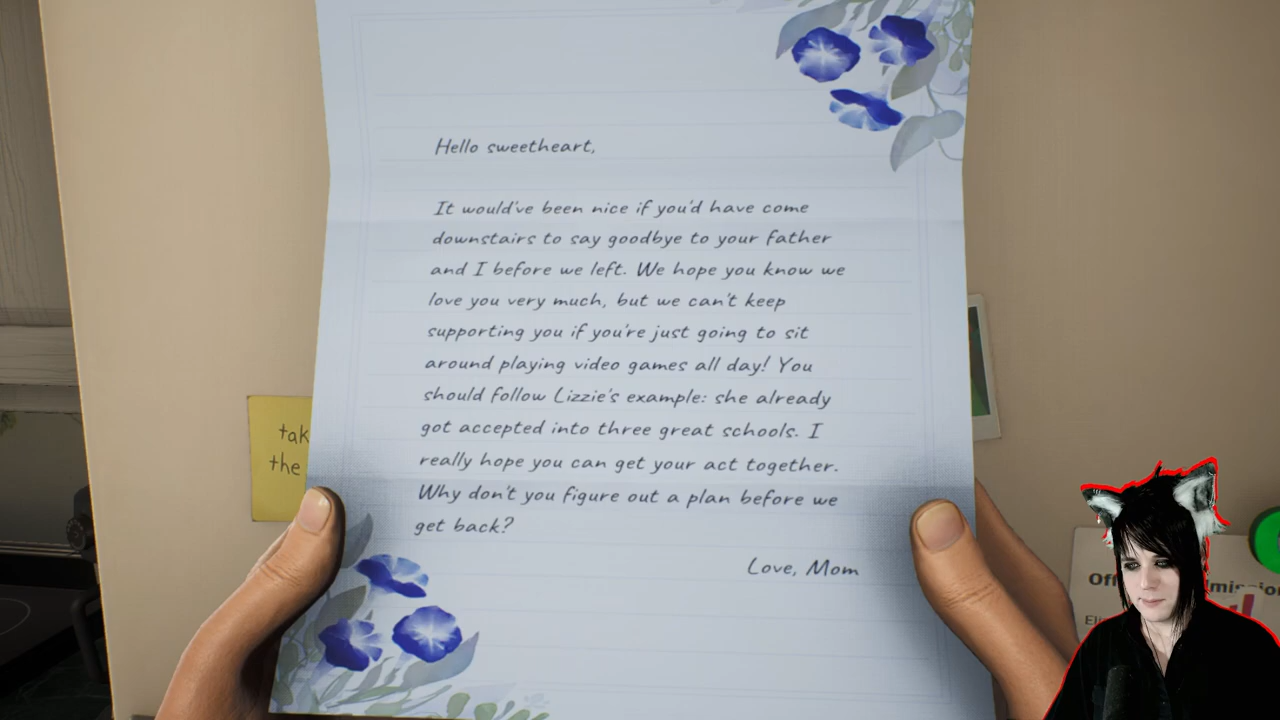 Hello sweetheart,
It would've been nice if you'd have come
downstairs to say goodbye to your father
and I before we left. We hope you know we
love you very much, but we can't keep
supporting you if you're just going to sit
around playing video games all day! You
should follow Lizzie's example: she already
got accepted into three great schools. I
really hope you can get your act together.
Why don't you figure out a plan before we
get back?
Love, Mom
the